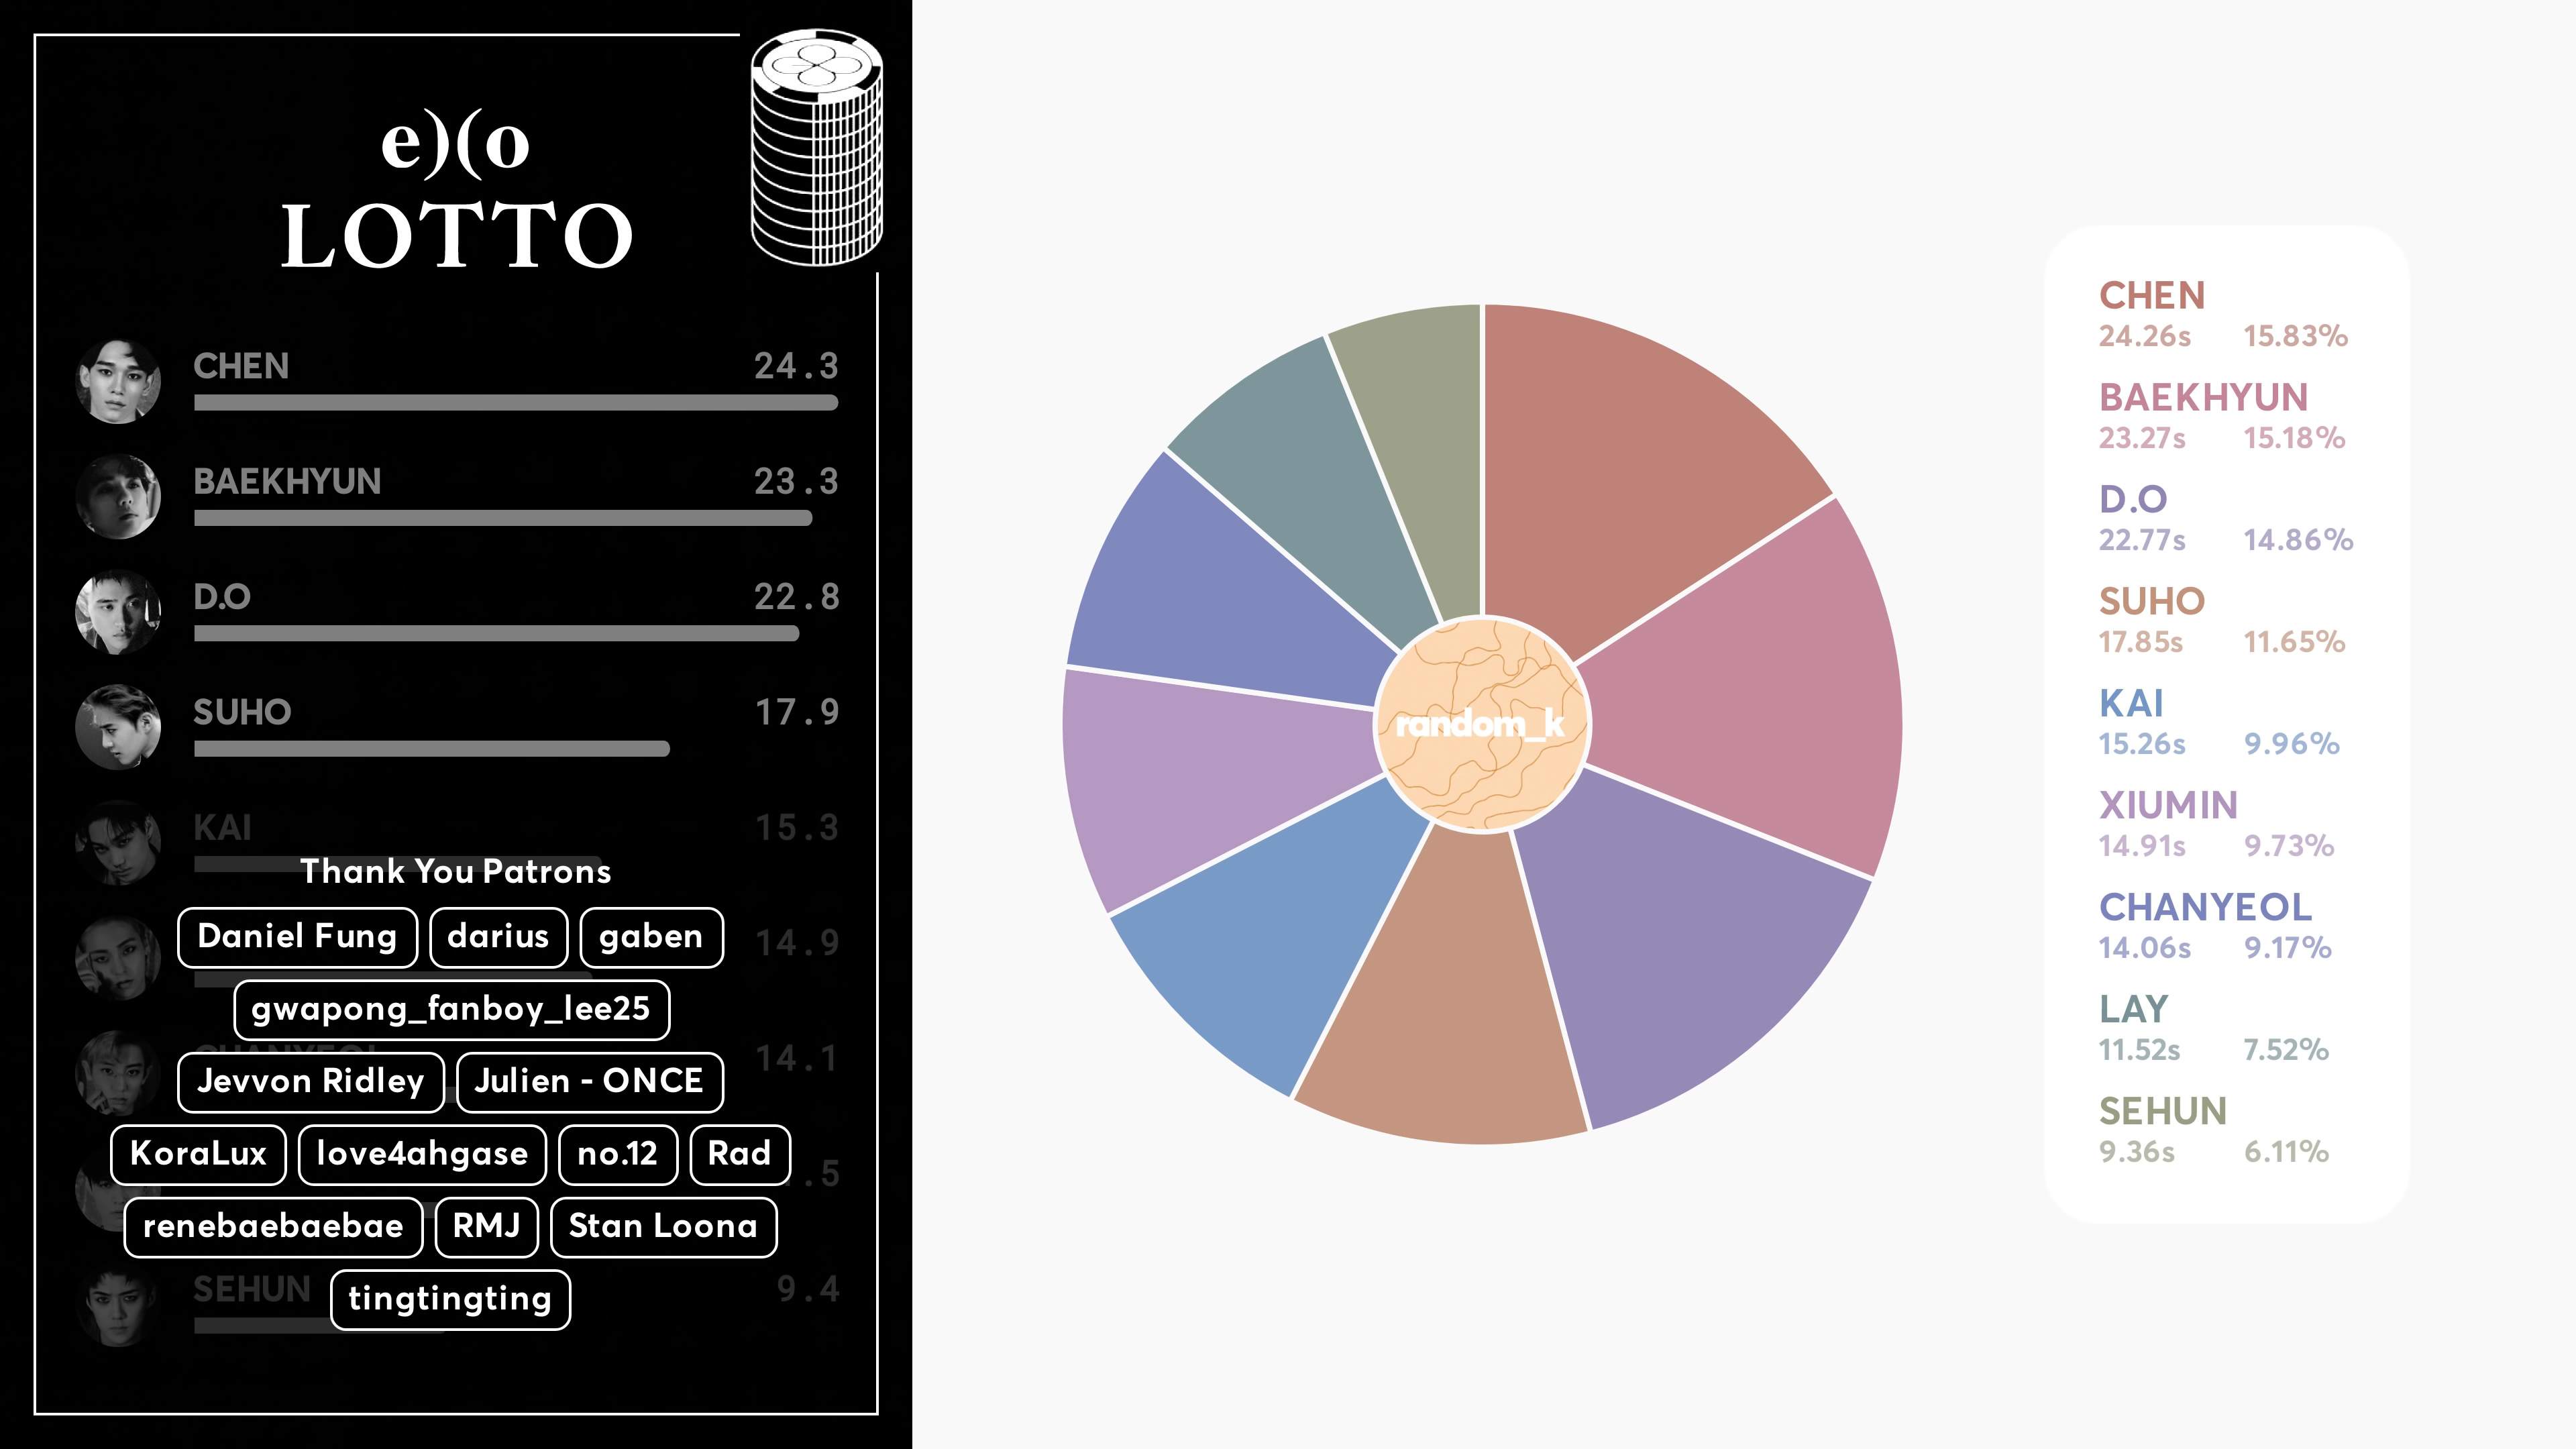 e)(o
LOTTO
CHEN 24.3
BAEKHYUN 23.3
D.O 22.8
SUHO 17.9
KAI 15.3
Thank You Patrons
Daniel Fung darius gaben 14.9
gwapong_fanboy_lee25
CHANYEOL 14.1
Jevvon Ridley Julien - ONCE
KoraLux love4ahgase no.12 Rad
.5
renebaebaebae RMJ Stan Loona
SEHUN 9.4
tingtingting
random_k
CHEN
24.26s 15.83%
BAEKHYUN
23.27s 15.18%
D.O
22.77s 14.86%
SUHO
17.85s 11.65%
KAI
15.26s 9.96%
XIUMIN
14.91s 9.73%
CHANYEOL
14.06s 9.17%
LAY
11.52s 7.52%
SEHUN
9.36s 6.11%